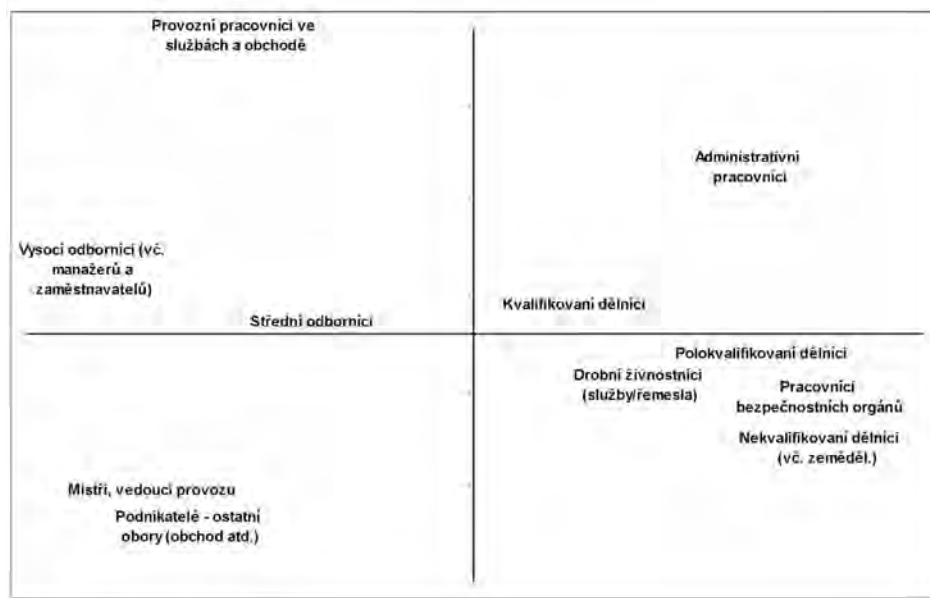 Provozní pracovníci ve
službách a obchodě
Administrativní
pracovníci
Vysocí odborníci (vč.
manažerů a
zaměstnavatelů)
Kvalifikovaní dělníci
Střední odborníci
Polokvalifikovaní dělníci
Drobní živnostníci
(služby/řemesla)
Pracovníci
bezpečnostních orgánů
Nekvalifikovaní dělníci
(vč. zeměděl.)
Mistři, vedoucí provozu
Podnikatelé - ostatní
obory (obchod atd.)